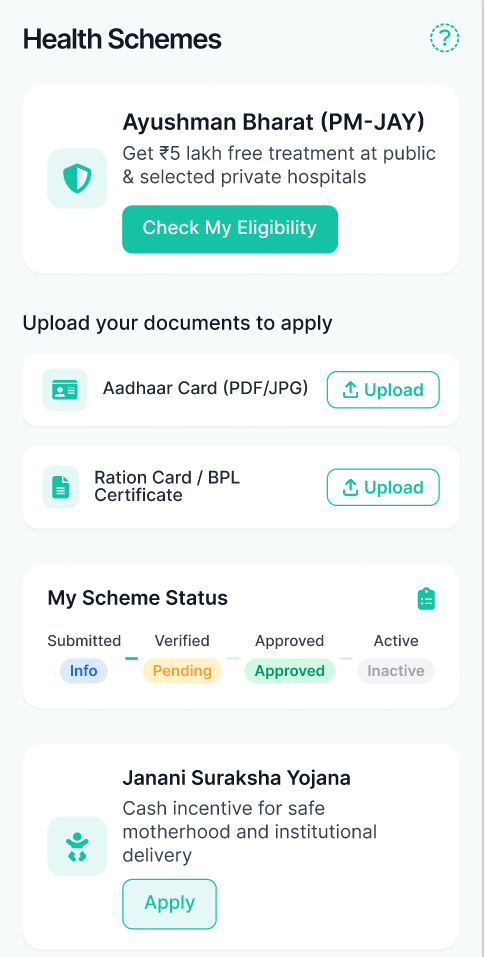 Health Schemes
?
Ayushman Bharat (PM-JAY)
Get ₹5 lakh free treatment at public
& selected private hospitals
Check My Eligibility
Upload your documents to apply
Aadhaar Card (PDF/JPG)
Upload
Ration Card / BPL
Certificate
Upload
My Scheme Status
Submitted Verified Approved Active
Info Pending Approved Inactive
Janani Suraksha Yojana
Cash incentive for safe
motherhood and institutional
delivery
Apply